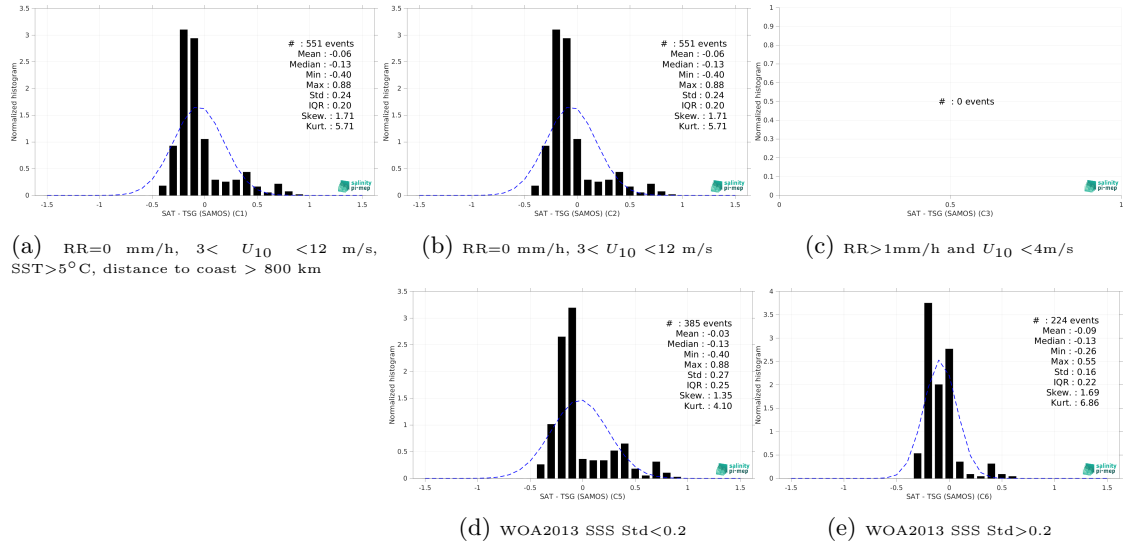 3.5
3
2.5
2
1.5
1
0.5
0
Normalized histogram
# : 551 events
Mean : -0.06
Median : -0.13
Min : -0.40
Max : 0.88
Std : 0.24
IQR : 0.20
Skew. : 1.71
Kurt. : 5.71
salinity
pi-mep
-1.5 -1 -0.5 0 0.5 1 1.5
SAT - TSG (SAMOS) (C1)
(a) RR=0 mm/h, 3< U10 <12 m/s,
SST>5°C, distance to coast > 800 km
3.5
3
2.5
2
1.5
1
0.5
0
Normalized histogram
# : 551 events
Mean : -0.06
Median : -0.13
Min : -0.40
Max : 0.88
Std : 0.24
IQR : 0.20
Skew. : 1.71
Kurt. : 5.71
salinity
pi-mep
-1.5 -1 -0.5 0 0.5 1 1.5
SAT - TSG (SAMOS) (C2)
(b) RR=0 mm/h, 3< U10 <12 m/s
1
0.9
0.8
0.7
0.6
0.5
0.4
0.3
0.2
0.1
0
Normalized histogram
# : 0 events
salinity
pi-mep
0 0.5 1
SAT - TSG (SAMOS) (C3)
(c) RR>1mm/h and U10 <4m/s
3.5
3
2.5
2
1.5
1
0.5
0
Normalized histogram
# : 385 events
Mean : -0.03
Median : -0.13
Min : -0.40
Max : 0.88
Std : 0.27
IQR : 0.25
Skew. : 1.35
Kurt. : 4.10
salinity
pi-mep
-1.5 -1 -0.5 0 0.5 1 1.5
SAT - TSG (SAMOS) (C5)
(d) WOA2013 SSS Std<0.2
4
3.5
3
2.5
2
1.5
1
0.5
0
Normalized histogram
# : 224 events
Mean : -0.09
Median : -0.13
Min : -0.26
Max : 0.55
Std : 0.16
IQR : 0.22
Skew. : 1.69
Kurt. : 6.86
salinity
pi-mep
-1.5 -1 -0.5 0 0.5 1 1.5
SAT - TSG (SAMOS) (C6)
(e) WOA2013 SSS Std>0.2